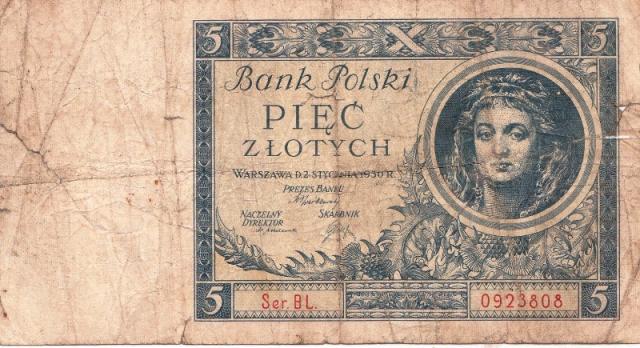 5 5
Bank Polski
PIĘĆ
ZŁOTYCH
WARSZAWA D. 2 STYCZNIA 1930 R.
PREZES BANKU
NACZELNY SKARBNIK
DYREKTOR
5 Ser. BL. 0923808 5